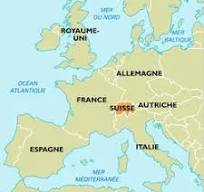 MER
DU NORD
ROYAUME-
UNI
MER
BALTIQUE
ALLEMAGNE
OCÉAN
ATLANTIQUE
FRANCE
SUISSE
AUTRICHE
ESPAGNE
ITALIE
MER
MÉDITERRANÉE